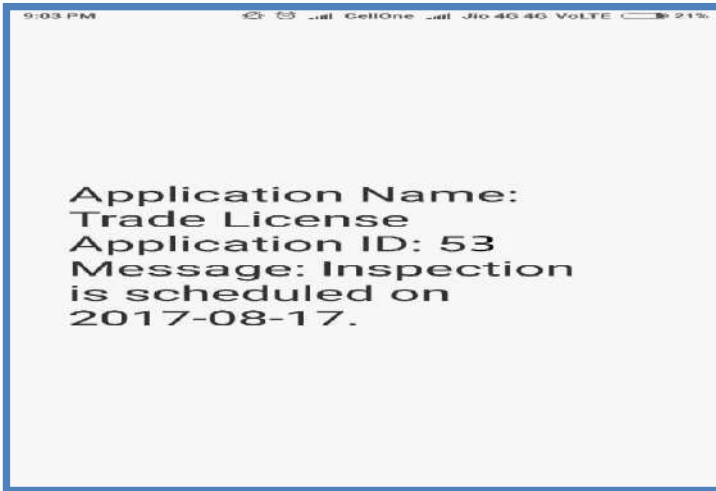 9:03 PM CellOne Jio 4G 4G VoLTE 21%
Application Name:
Trade License
Application ID: 53
Message: Inspection
is scheduled on
2017-08-17.